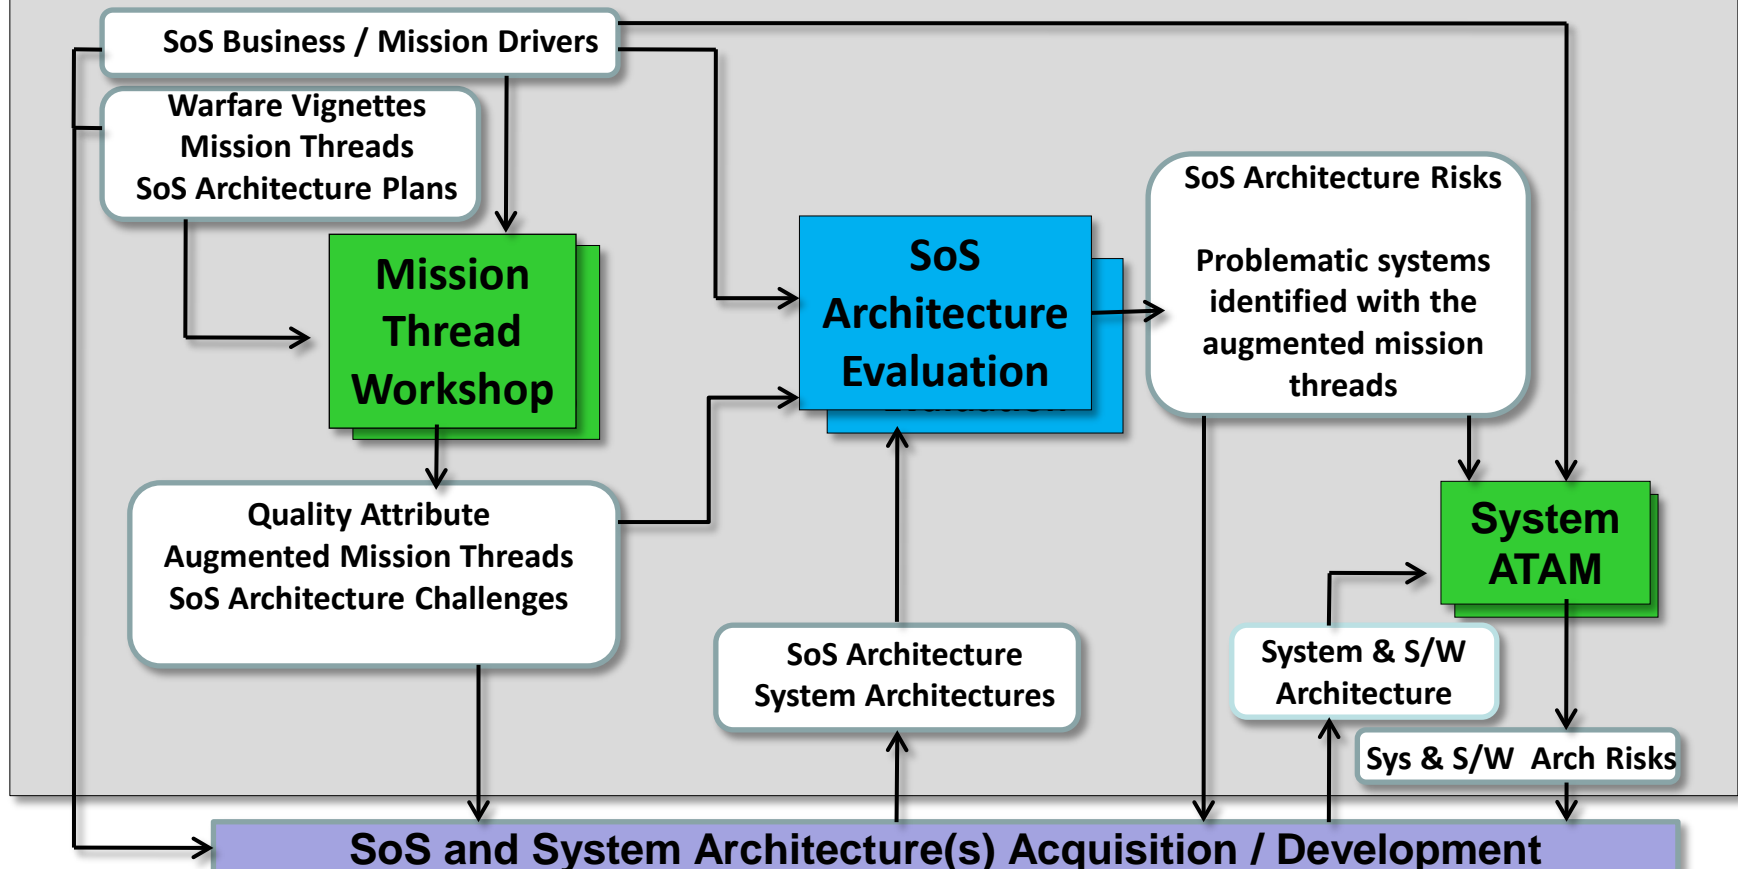 SoS Business / Mission Drivers
Warfare Vignettes
Mission Threads
SoS Architecture Plans
Mission
Thread
Workshop
Quality Attribute
Augmented Mission Threads
SoS Architecture Challenges
SoS
Architecture
Evaluation
Evaluation
SoS Architecture
System Architectures
SoS Architecture Risks
Problematic systems
identified with the
augmented mission
threads
System
ATAM
System & S/W
Architecture
Sys & S/W Arch Risks
SoS and System Architecture(s) Acquisition / Development